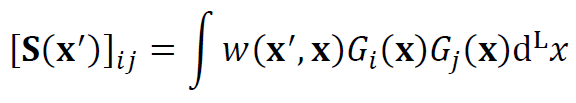 [𝐒(𝐱′)]ᵢⱼ = ∫ w(𝐱′, 𝐱)Gᵢ(𝐱)Gⱼ(𝐱)dᴸx